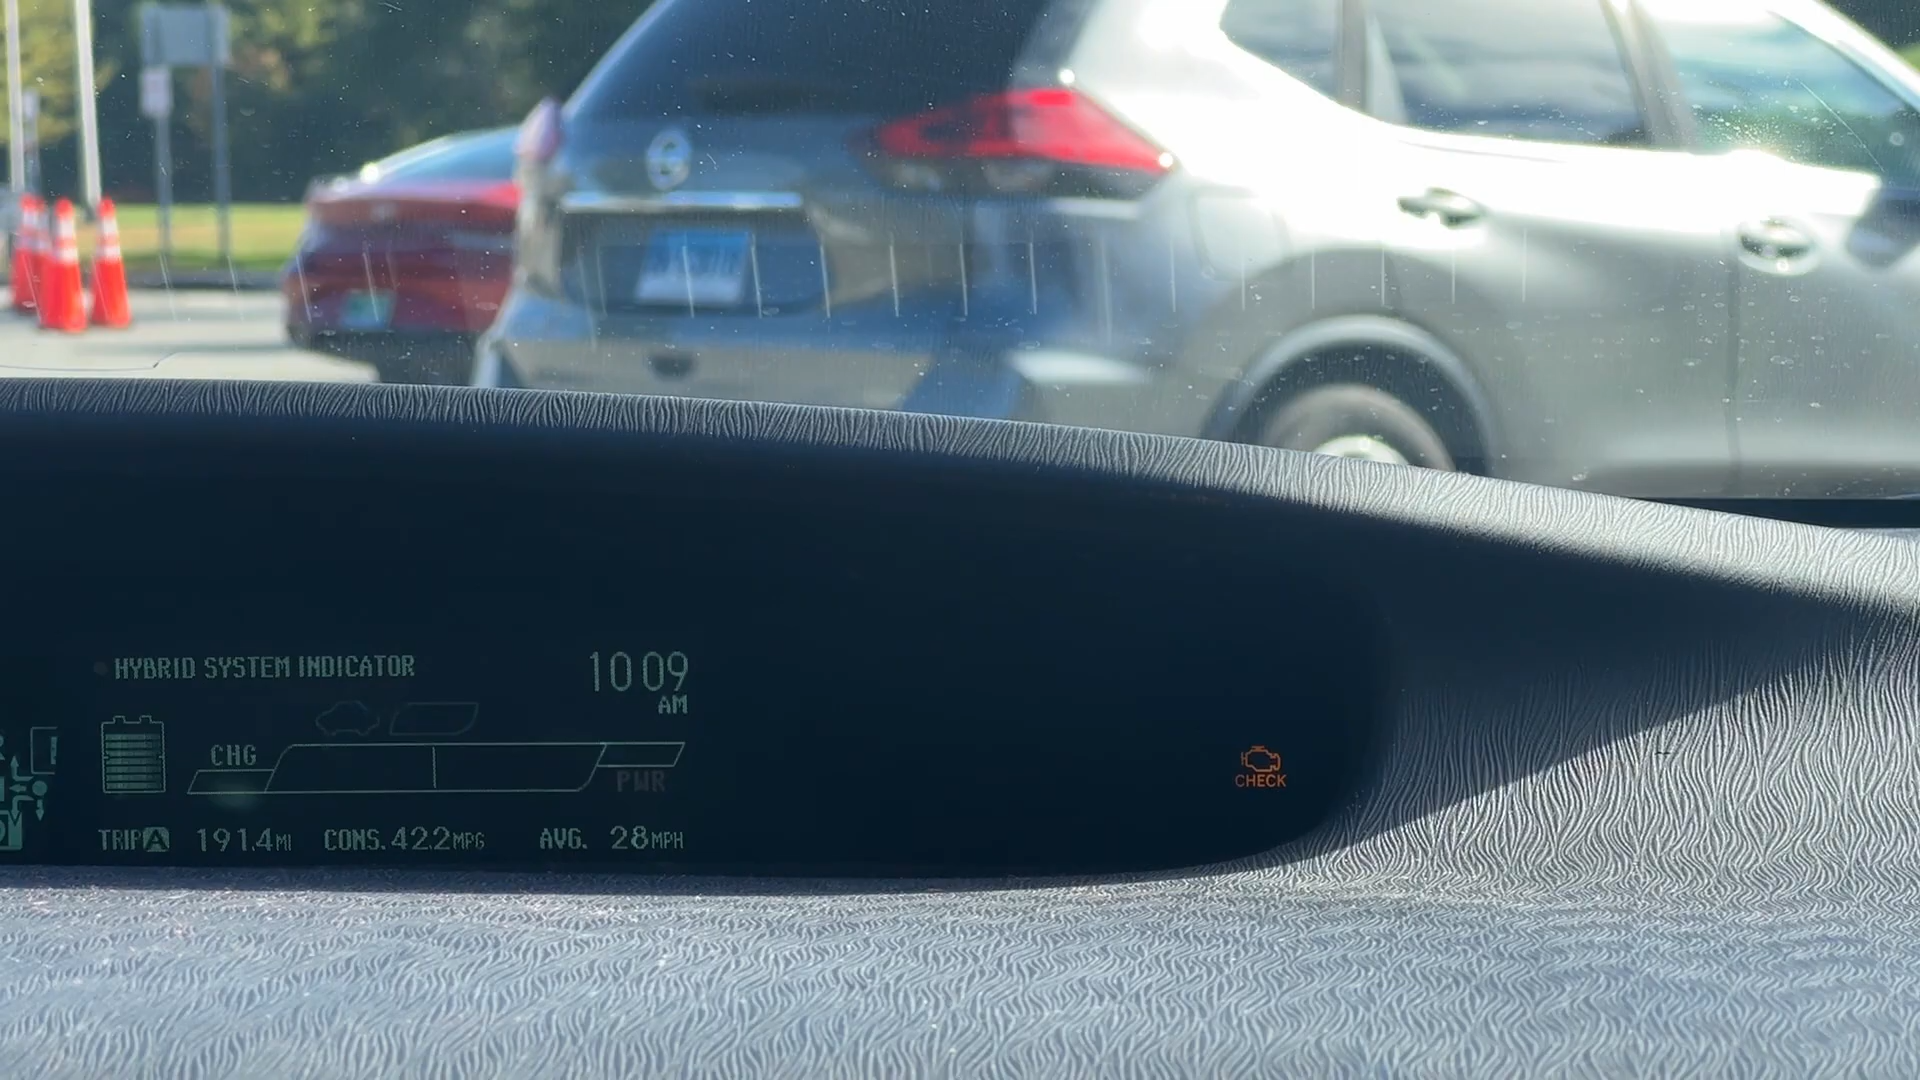 HYBRID SYSTEM INDICATOR
10 09
AM
CHG
PWR
CHECK
TRIP A 191.4 MI CONS. 42.2 MPG AVG. 28 MPH